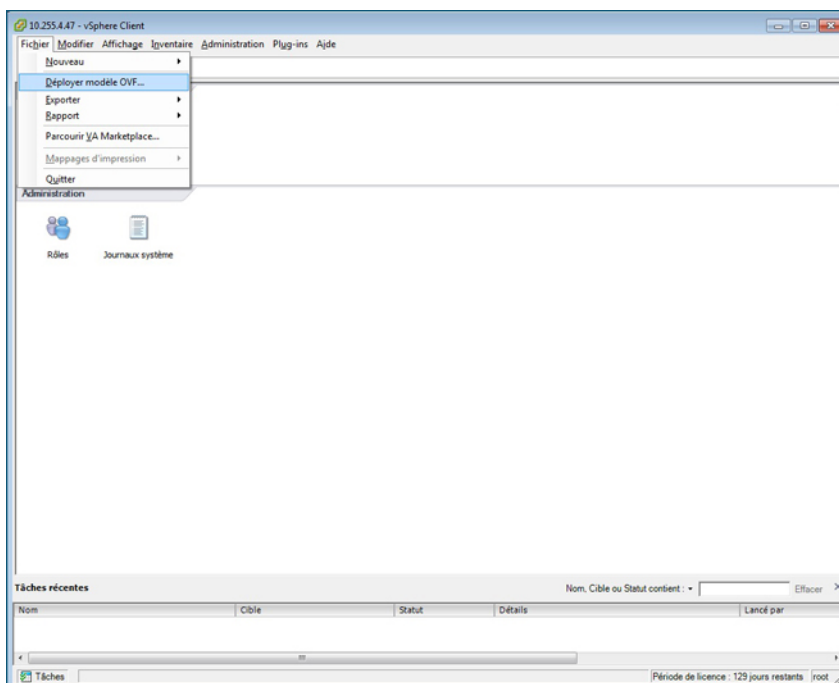 10.255.4.47 - vSphere Client
Fichier Modifier Affichage Inventaire Administration Plug-ins Aide
Nouveau
Déployer modèle OVF...
Exporter
Rapport
Parcourir VA Marketplace...
Mappages d'impression
Quitter
Administration
Rôles Journaux système
Tâches récentes Nom, Cible ou Statut contient : Effacer
Nom Cible Statut Détails Lancé par
Tâches Période de licence : 129 jours restants root